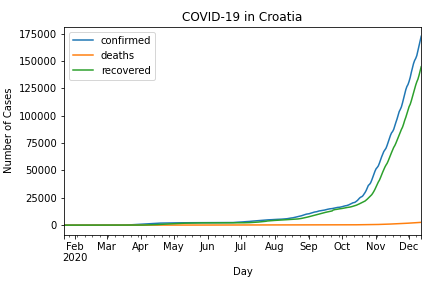 COVID-19 in Croatia
confirmed
deaths
recovered
175000
150000
125000
100000
75000
50000
25000
0
Number of Cases
Feb Mar Apr May Jun Jul Aug Sep Oct Nov Dec
2020
Day